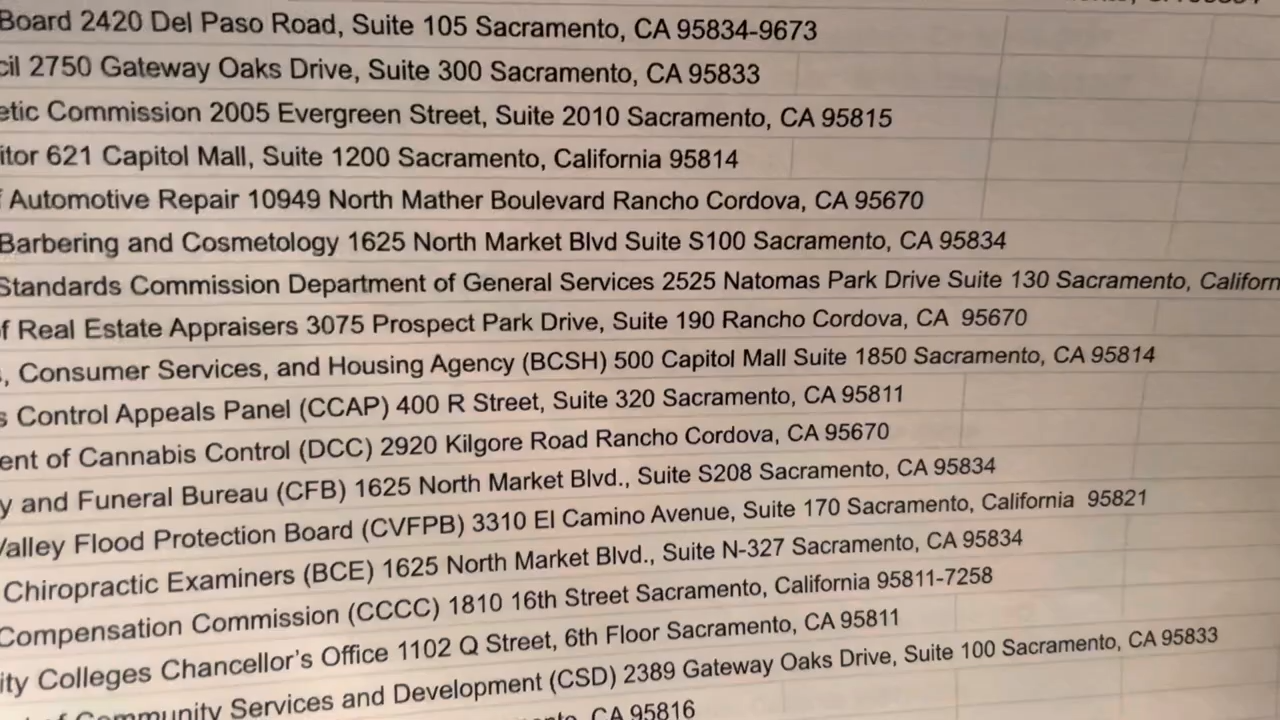 Board 2420 Del Paso Road, Suite 105 Sacramento, CA 95834-9673
cil 2750 Gateway Oaks Drive, Suite 300 Sacramento, CA 95833
etic Commission 2005 Evergreen Street, Suite 2010 Sacramento, CA 95815
itor 621 Capitol Mall, Suite 1200 Sacramento, California 95814
f Automotive Repair 10949 North Mather Boulevard Rancho Cordova, CA 95670
Barbering and Cosmetology 1625 North Market Blvd Suite S100 Sacramento, CA 95834
Standards Commission Department of General Services 2525 Natomas Park Drive Suite 130 Sacramento, Californ
f Real Estate Appraisers 3075 Prospect Park Drive, Suite 190 Rancho Cordova, CA  95670
s, Consumer Services, and Housing Agency (BCSH) 500 Capitol Mall Suite 1850 Sacramento, CA 95814
s Control Appeals Panel (CCAP) 400 R Street, Suite 320 Sacramento, CA 95811
ent of Cannabis Control (DCC) 2920 Kilgore Road Rancho Cordova, CA 95670
y and Funeral Bureau (CFB) 1625 North Market Blvd., Suite S208 Sacramento, CA 95834
Valley Flood Protection Board (CVFPB) 3310 El Camino Avenue, Suite 170 Sacramento, California  95821
Chiropractic Examiners (BCE) 1625 North Market Blvd., Suite N-327 Sacramento, CA 95834
Compensation Commission (CCCC) 1810 16th Street Sacramento, California 95811-7258
ity Colleges Chancellor's Office 1102 Q Street, 6th Floor Sacramento, CA 95811
of Community Services and Development (CSD) 2389 Gateway Oaks Drive, Suite 100 Sacramento, CA 95833
ento, CA 95816